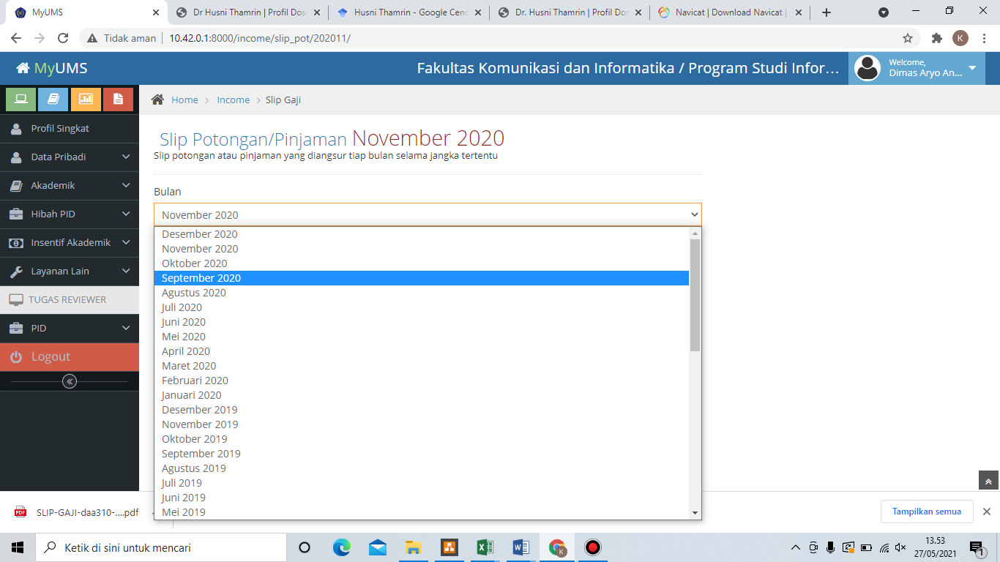 MyUMS
Dr Husni Thamrin | Profil Dos
Husni Thamrin - Google Cend
Dr. Husni Thamrin | Profil Dos
Navicat | Download Navicat |
Tidak aman | 10.42.0.1:8000/income/slip_pot/202011/
K
MyUMS
Fakultas Komunikasi dan Informatika / Program Studi Infor...
Welcome,
Dimas Aryo An...
Home > Income > Slip Gaji
Profil Singkat
Data Pribadi
Akademik
Hibah PID
Insentif Akademik
Layanan Lain
TUGAS REVIEWER
PID
Logout
Slip Potongan/Pinjaman November 2020
Slip potongan atau pinjaman yang diangsur tiap bulan selama jangka tertentu
Bulan
November 2020
Desember 2020
November 2020
Oktober 2020
September 2020
Agustus 2020
Juli 2020
Juni 2020
Mei 2020
April 2020
Maret 2020
Februari 2020
Januari 2020
Desember 2019
November 2019
Oktober 2019
September 2019
Agustus 2019
Juli 2019
Juni 2019
Mei 2019
PDF
SLIP-GAJI-daa310-....pdf
Tampilkan semua
Ketik di sini untuk mencari
K
13.53
27/05/2021
1